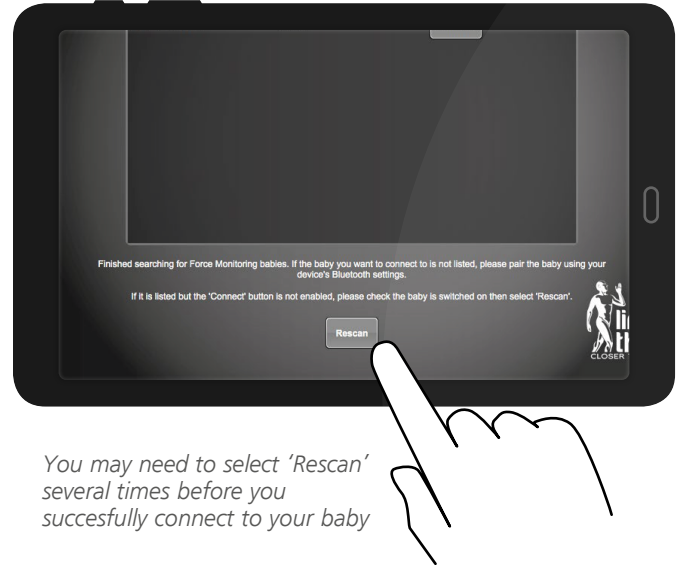 Finished searching for Force Monitoring babies. If the baby you want to connect to is not listed, please pair the baby using your
device's Bluetooth settings.
If it is listed but the 'Connect' button is not enabled, please check the baby is switched on then select 'Rescan'.
Rescan
CLOSER
You may need to select ‘Rescan’
several times before you
succesfully connect to your baby